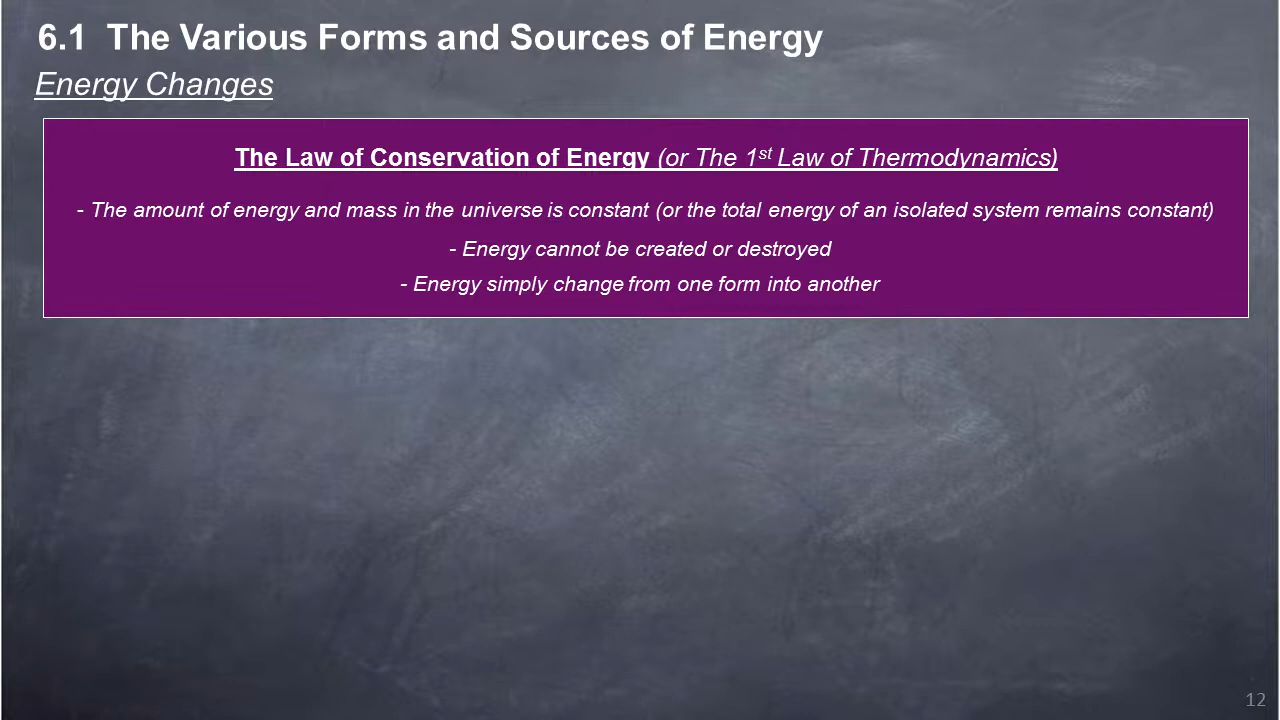 6.1  The Various Forms and Sources of Energy
Energy Changes
The Law of Conservation of Energy (or The 1st Law of Thermodynamics)
- The amount of energy and mass in the universe is constant (or the total energy of an isolated system remains constant)
- Energy cannot be created or destroyed
- Energy simply change from one form into another
12